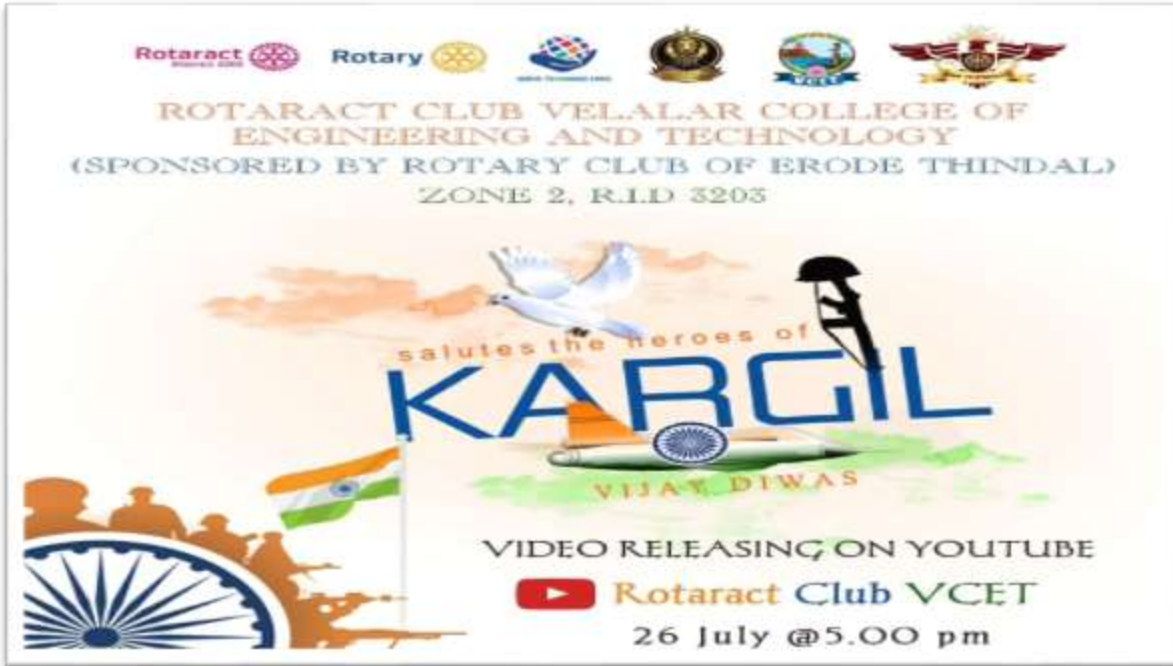 Rotaract Rotary
VCET
ROTARACT CLUB VELALAR COLLEGE OF
ENGINEERING AND TECHNOLOGY
(SPONSORED BY ROTARY CLUB OF ERODE THINDAL)
ZONE 2, R.I.D 3203
salutes the heroes of
KARGIL
VIJAY DIWAS
VIDEO RELEASING ON YOUTUBE
Rotaract Club VCET
26 July @5.00 pm